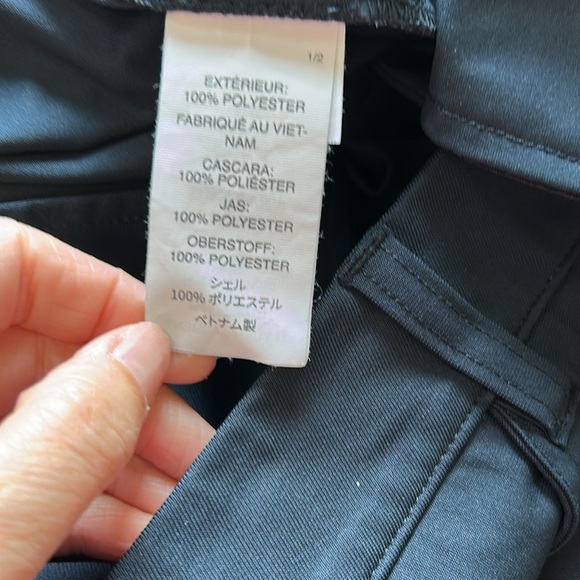 1/2
EXTÉRIEUR:
100% POLYESTER
FABRIQUÉ AU VIET-
NAM
CASCARA:
100% POLIÉSTER
JAS:
100% POLYESTER
OBERSTOFF:
100% POLYESTER
シェル
100% ポリエステル
ベトナム製